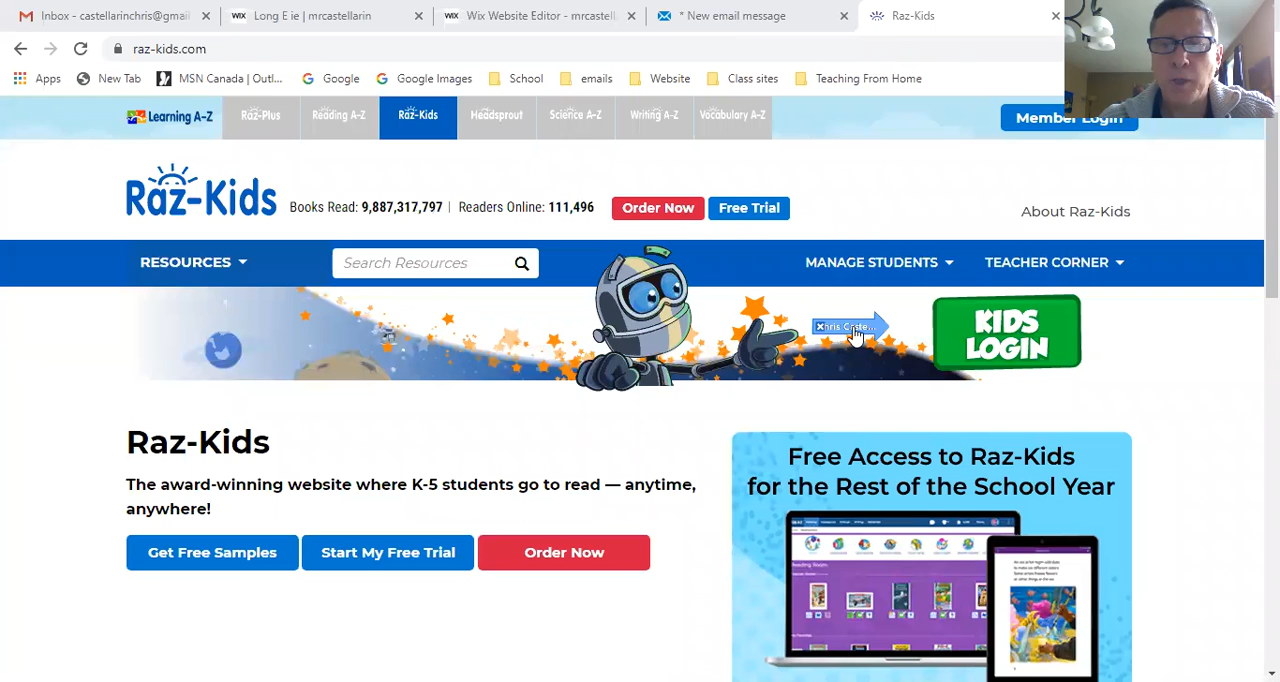 Inbox - castellarinchris@gmai
Long E ie | mrcastellarin
Wix Website Editor - mrcastell
* New email message
Raz-Kids
raz-kids.com
Apps
New Tab
MSN Canada | Outl...
Google
Google Images
School
emails
Website
Class sites
Teaching From Home
Learning A-Z
Raz-Plus
Reading A-Z
Raz-Kids
Headsprout
Science A-Z
Writing A-Z
Vocabulary A-Z
Member Login
Raz-Kids
Books Read: 9,887,317,797 | Readers Online: 111,496
Order Now
Free Trial
About Raz-Kids
RESOURCES
Search Resources
MANAGE STUDENTS
TEACHER CORNER
KIDS
LOGIN
Raz-Kids
The award-winning website where K-5 students go to read — anytime,
anywhere!
Get Free Samples
Start My Free Trial
Order Now
Free Access to Raz-Kids
for the Rest of the School Year